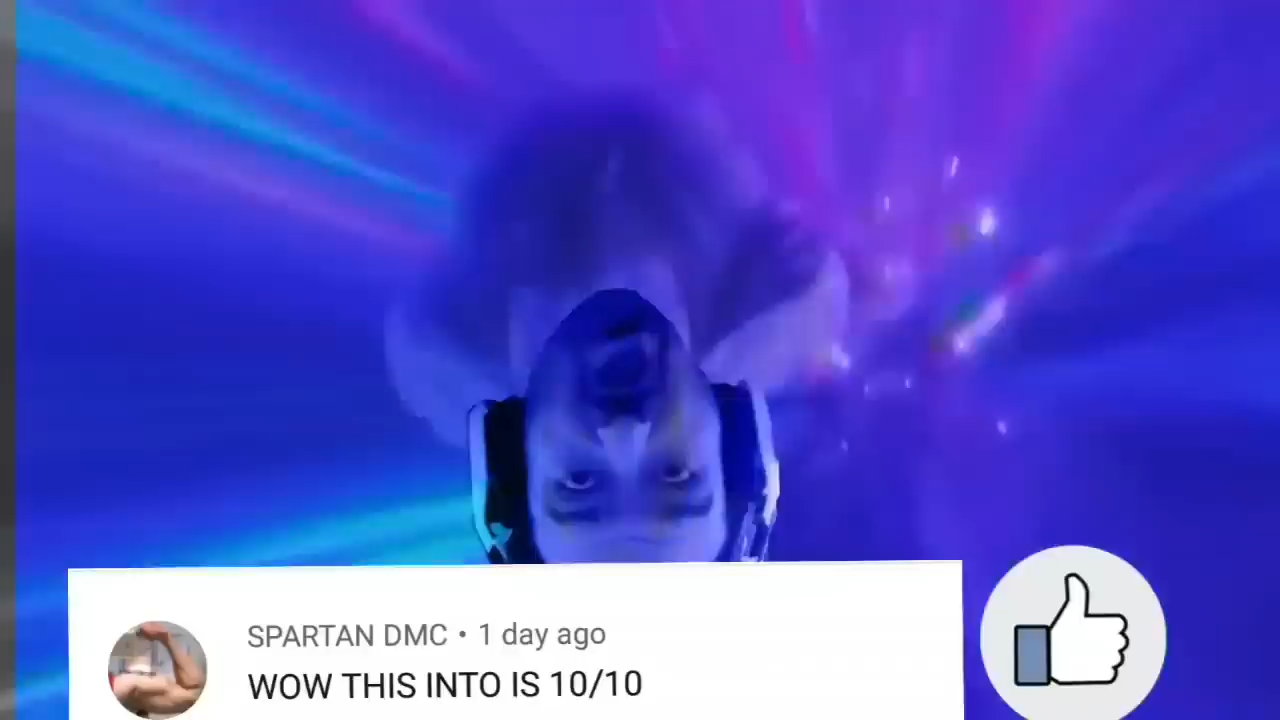 SPARTAN DMC • 1 day ago
WOW THIS INTO IS 10/10